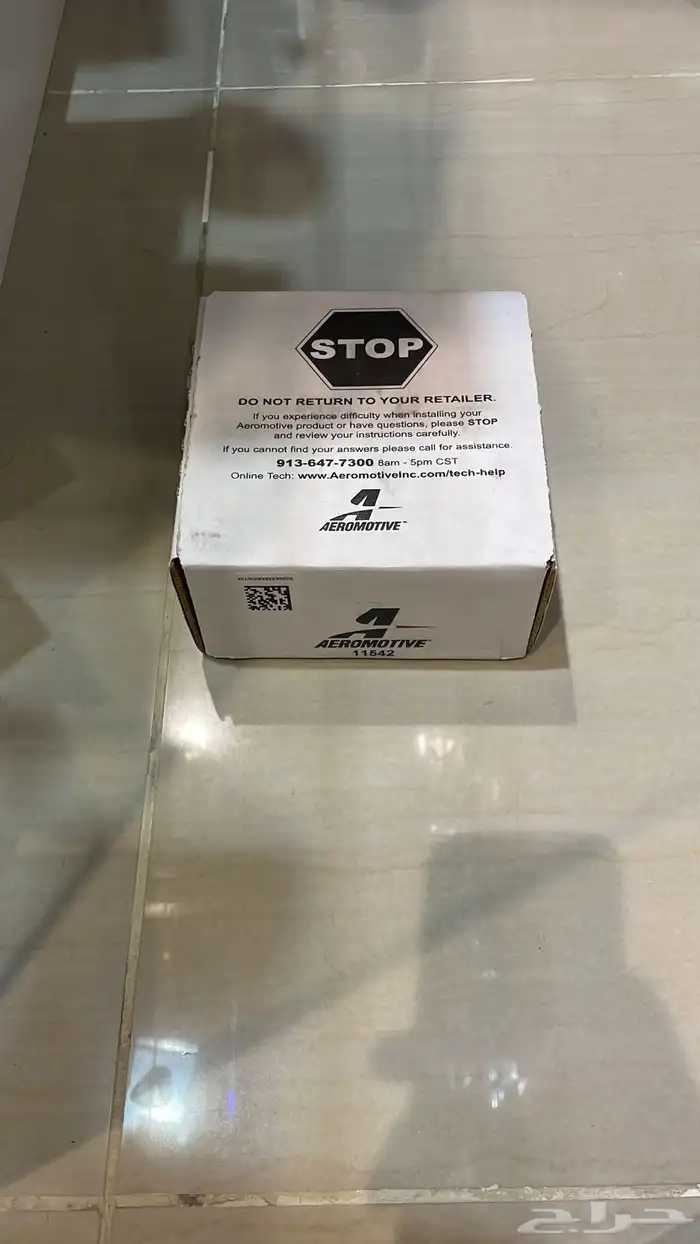 STOP
DO NOT RETURN TO YOUR RETAILER.
If you experience difficulty when installing your
Aeromotive product or have questions, please STOP
and review your instructions carefully.
If you cannot find your answers please call for assistance.
913-647-7300 8am - 5pm CST
Online Tech: www.AeromotiveInc.com/tech-help
AEROMOTIVE™
AEROMOTIVE™
11542
حراج